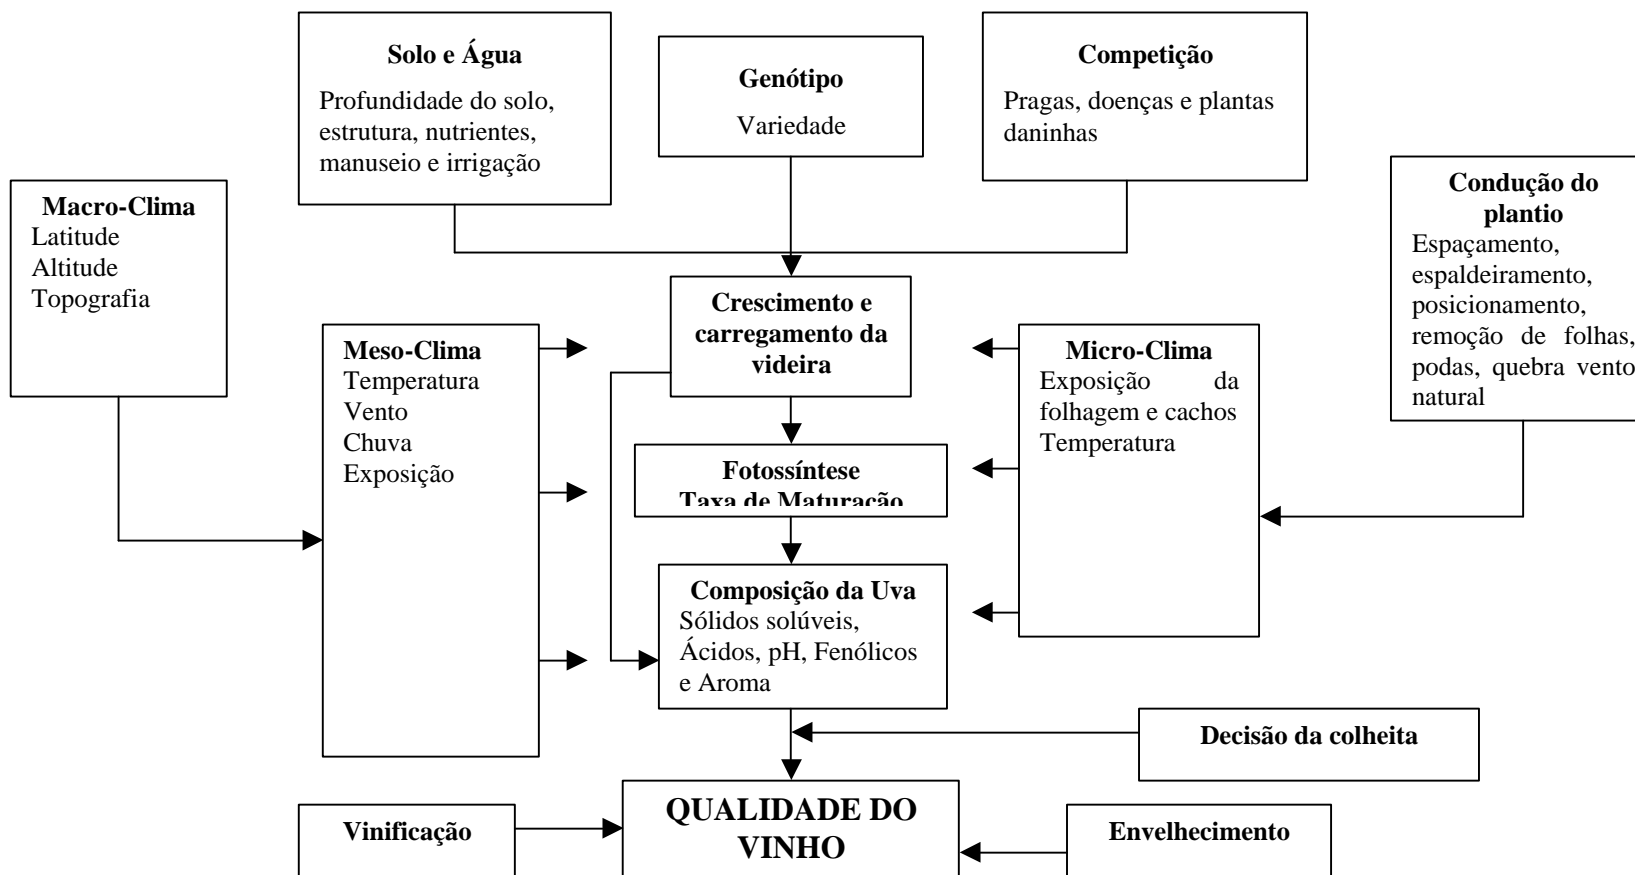 Solo e Água
Profundidade do solo,
estrutura, nutrientes,
manuseio e irrigação
Genótipo
Variedade
Competição
Pragas, doenças e plantas
daninhas
Macro-Clima
Latitude
Altitude
Topografia
Condução do
plantio
Espaçamento,
espaldeiramento,
posicionamento,
remoção de folhas,
podas, quebra vento
natural
Crescimento e
carregamento da
videira
Meso-Clima
Temperatura
Vento
Chuva
Exposição
Micro-Clima
Exposição da
folhagem e cachos
Temperatura
Fotossíntese
Taxa de Maturação
Composição da Uva
Sólidos solúveis,
Ácidos, pH, Fenólicos
e Aroma
Decisão da colheita
Vinificação
QUALIDADE DO
VINHO
Envelhecimento